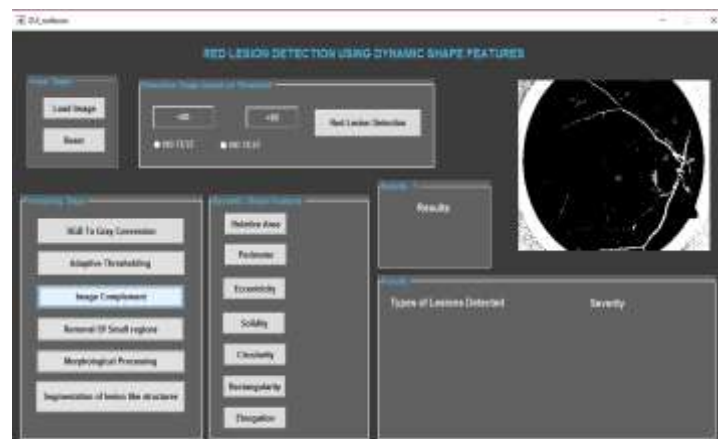 RED LESION DETECTION USING DYNAMIC SHAPE FEATURES
Load Image
Reset
Red Lesion Detection
RGB To Gray Conversion
Adaptive Thresholding
Image Complement
Removal Of Small regions
Morphological Processing
Segmentation of lesion like structures
Relative Area
Perimeter
Eccentricity
Solidity
Circularity
Rectangularity
Elongation
Results
Types of Lesions Detected
Severity